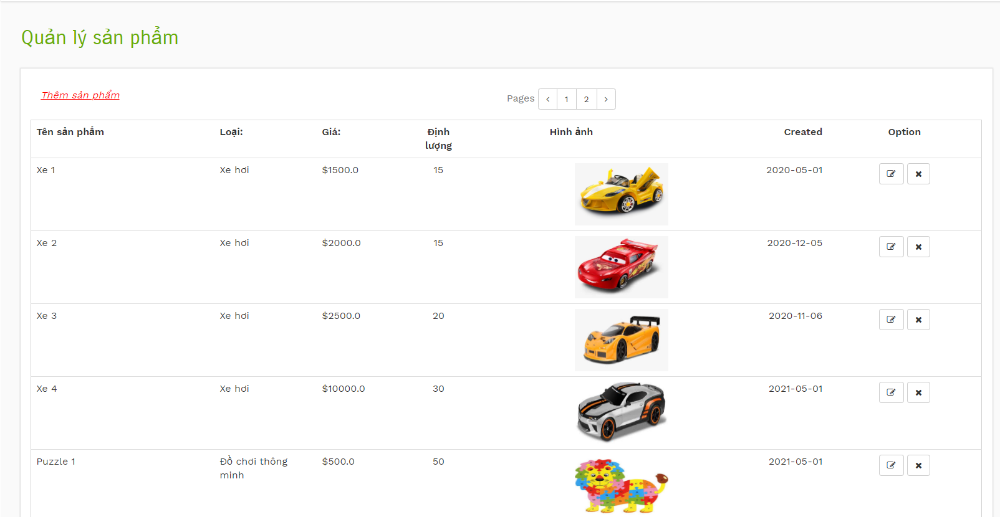 Quản lý sản phẩm
Thêm sản phẩm
Pages ‹ 1 2 ›
Tên sản phẩm Loại: Giá: Định lượng Hình ảnh Created Option
Xe 1 Xe hơi $1500.0 15 2020-05-01
Xe 2 Xe hơi $2000.0 15 2020-12-05
Xe 3 Xe hơi $2500.0 20 2020-11-06
Xe 4 Xe hơi $10000.0 30 2021-05-01
Puzzle 1 Đồ chơi thông minh $500.0 50 2021-05-01